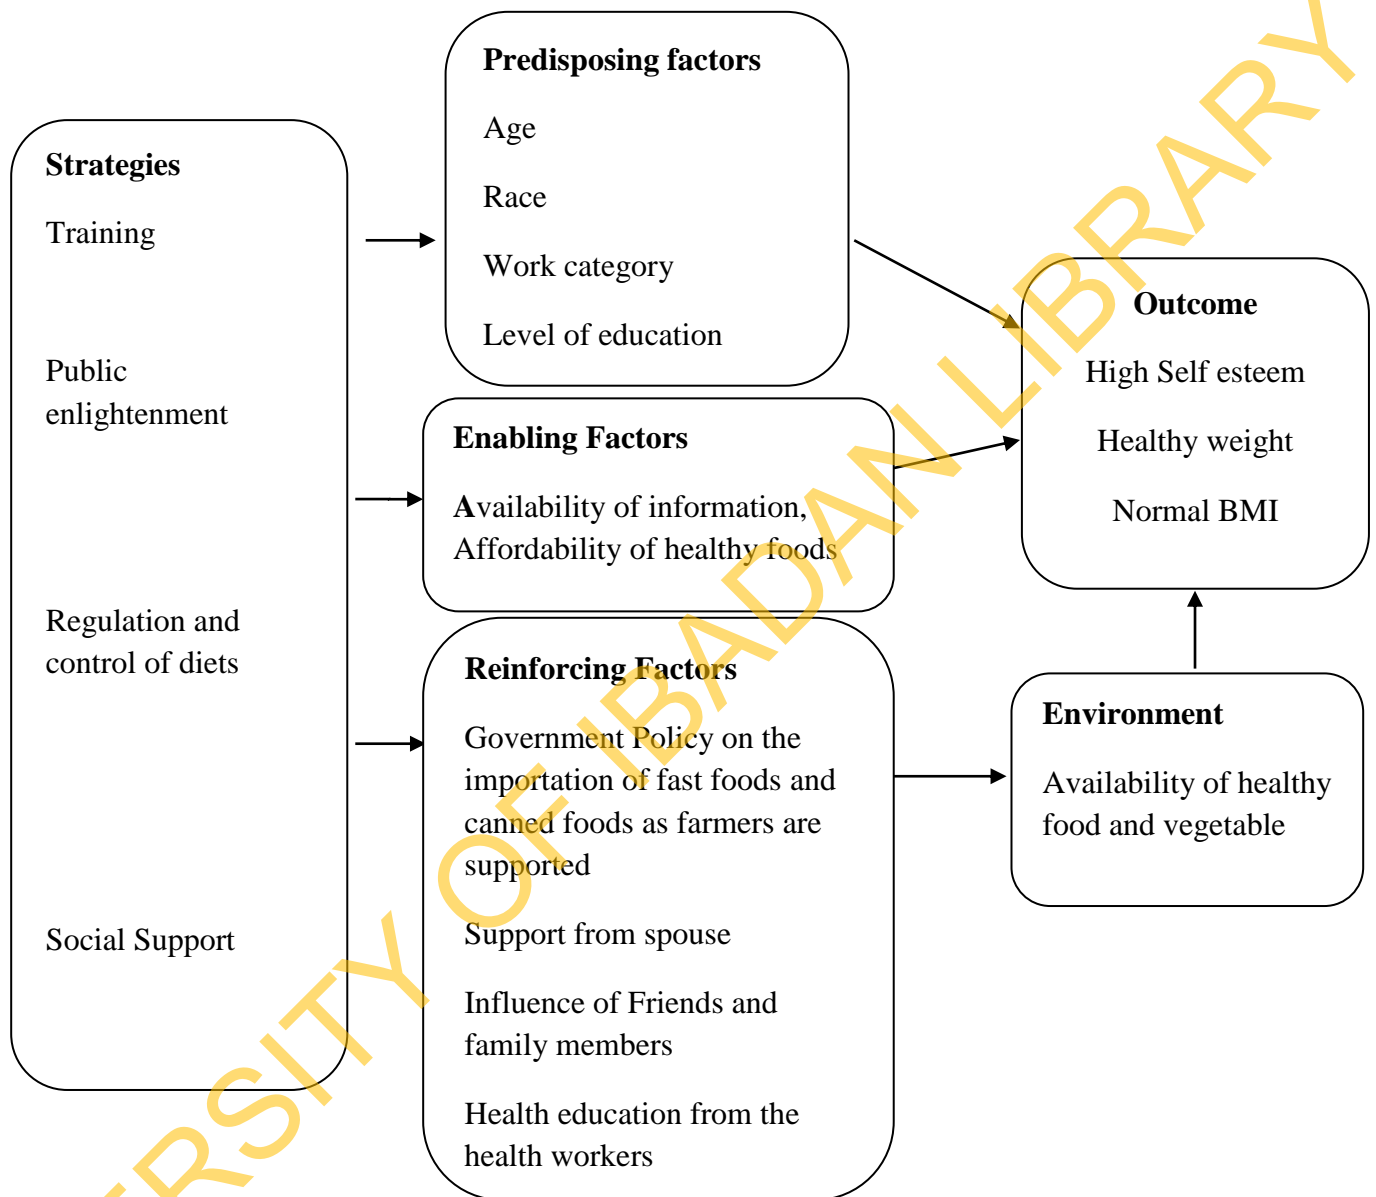 Strategies
Training
Public
enlightenment
Regulation and
control of diets
Social Support
Predisposing factors
Age
Race
Work category
Level of education
Enabling Factors
Availability of information,
Affordability of healthy foods
Reinforcing Factors
Government Policy on the
importation of fast foods and
canned foods as farmers are
supported
Support from spouse
Influence of Friends and
family members
Health education from the
health workers
Outcome
High Self esteem
Healthy weight
Normal BMI
Environment
Availability of healthy
food and vegetable
ERSITY OF IBADAN LIBRARY